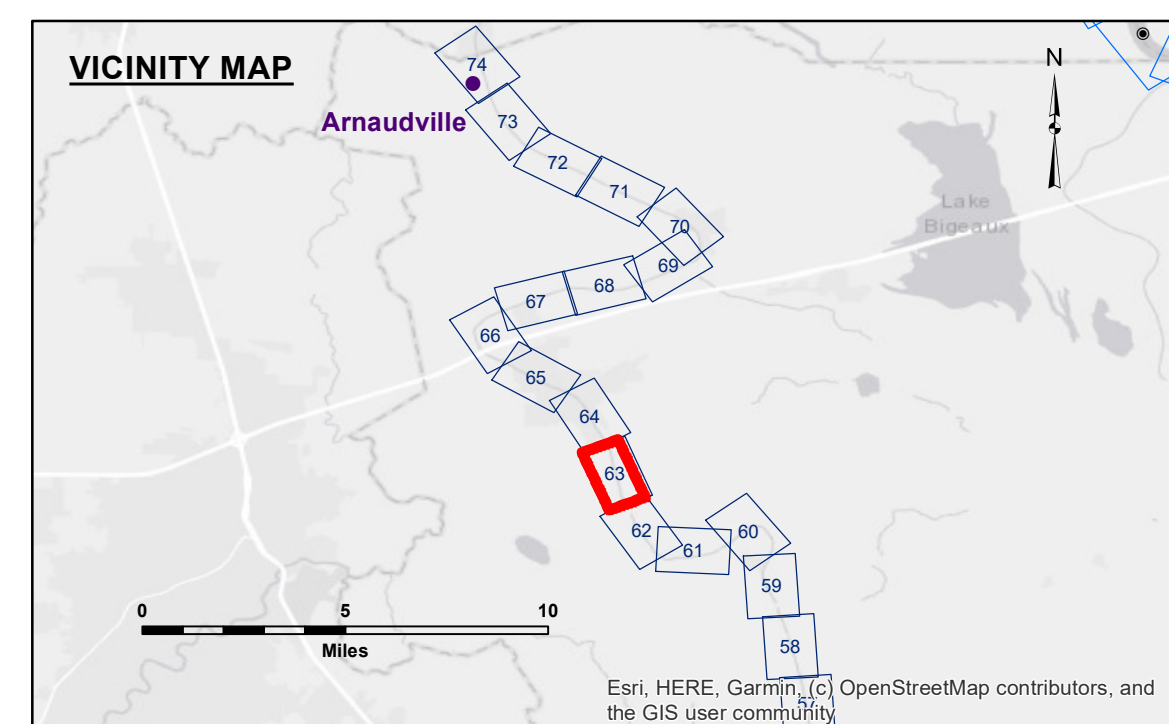 VICINITY MAP
N
74
Arnaudville
73
72
71
70
69
68
67
66
65
64
63
62
61
60
59
58
57
Lake
Bigeaux
0 5 10
Miles
Esri, HERE, Garmin, (c) OpenStreetMap contributors, and
the GIS user community